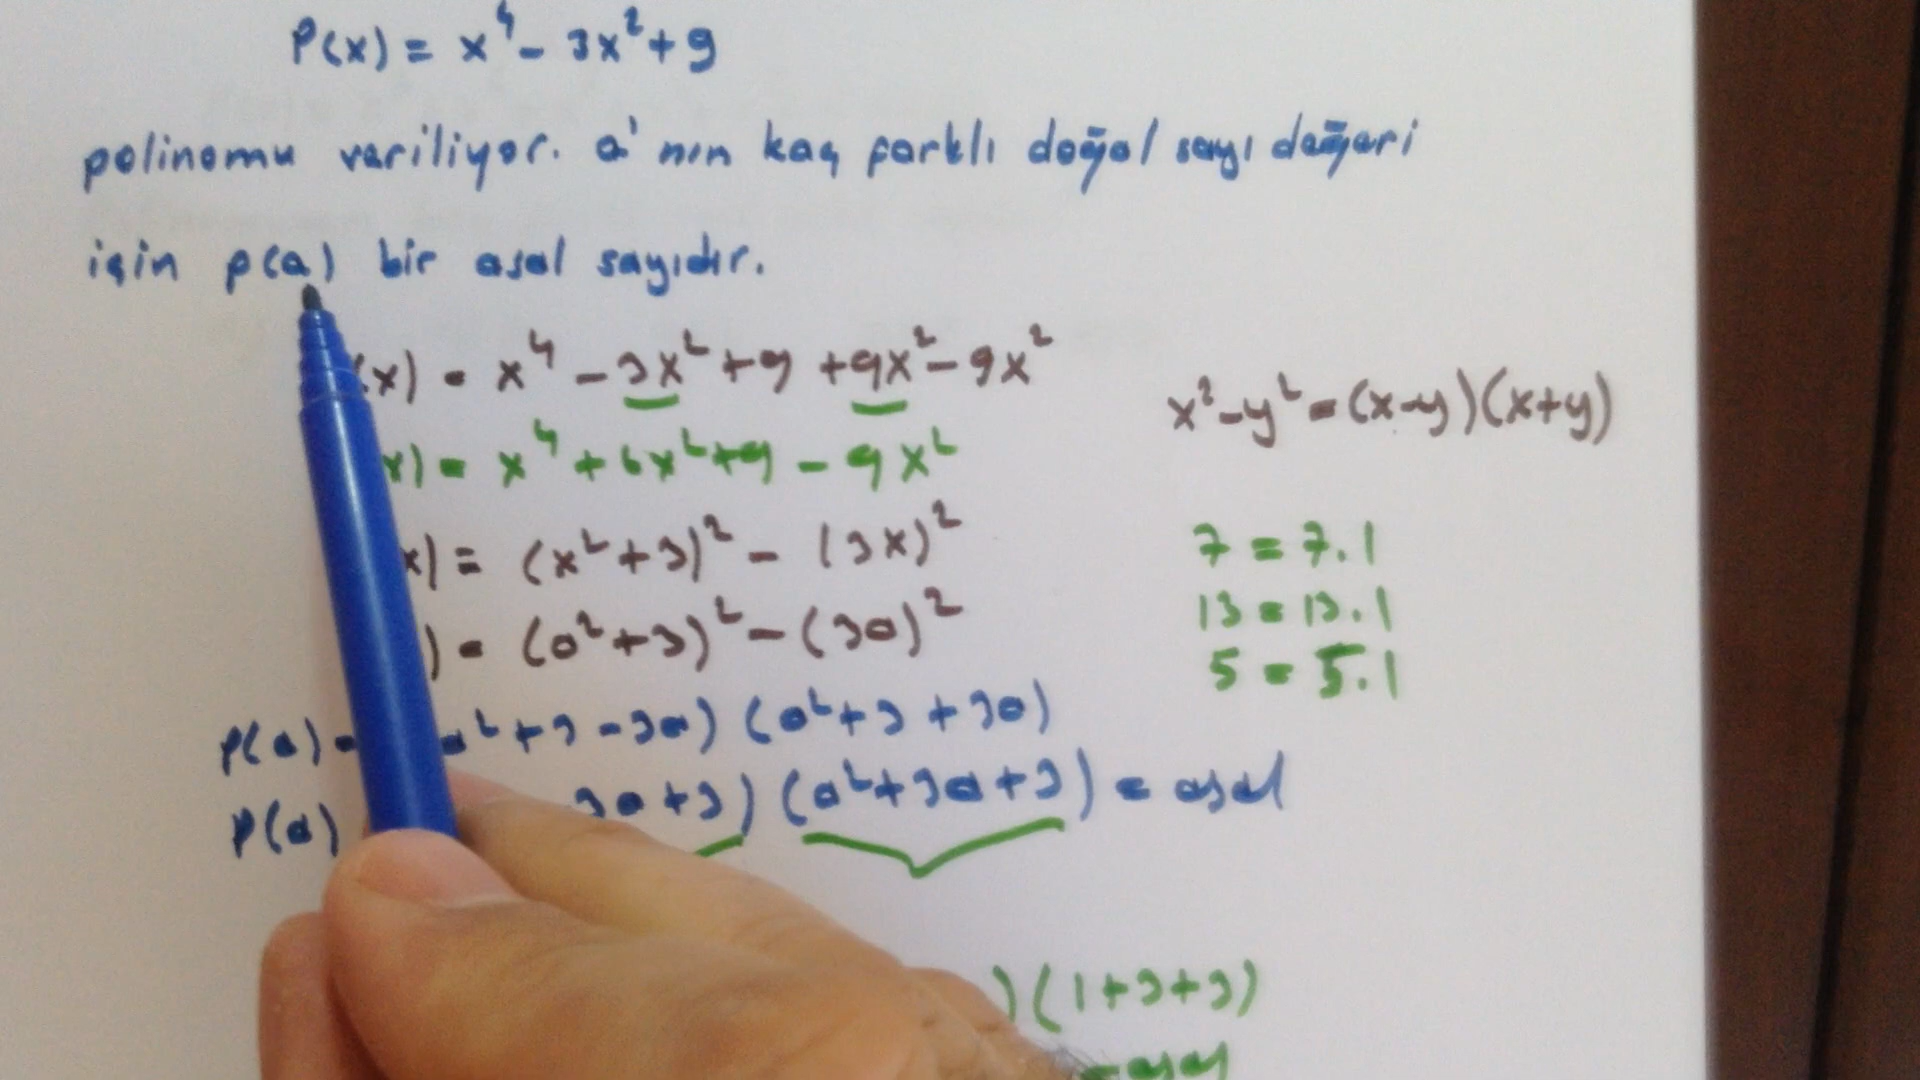 P(x) = x⁴ - 3x² + 9
polinomu veriliyor. a'nın kaç farklı doğal sayı değeri
için p(a) bir asal sayıdır.
(x) = x⁴ - 3x² + 9 + 9x² - 9x²
x² - y² = (x-y)(x+y)
x) = x⁴ + 6x² + 9 - 9x²
x) = (x² + 3)² - (3x)²
7 = 7.1
) = (a² + 3)² - (3a)²
13 = 13.1
5 = 5.1
p(a) = a² + 3 - 3a) (a² + 3 + 3a)
P(a) 3a + 3) (a² + 3a + 3) = asal
) (1+3+3)
= asal